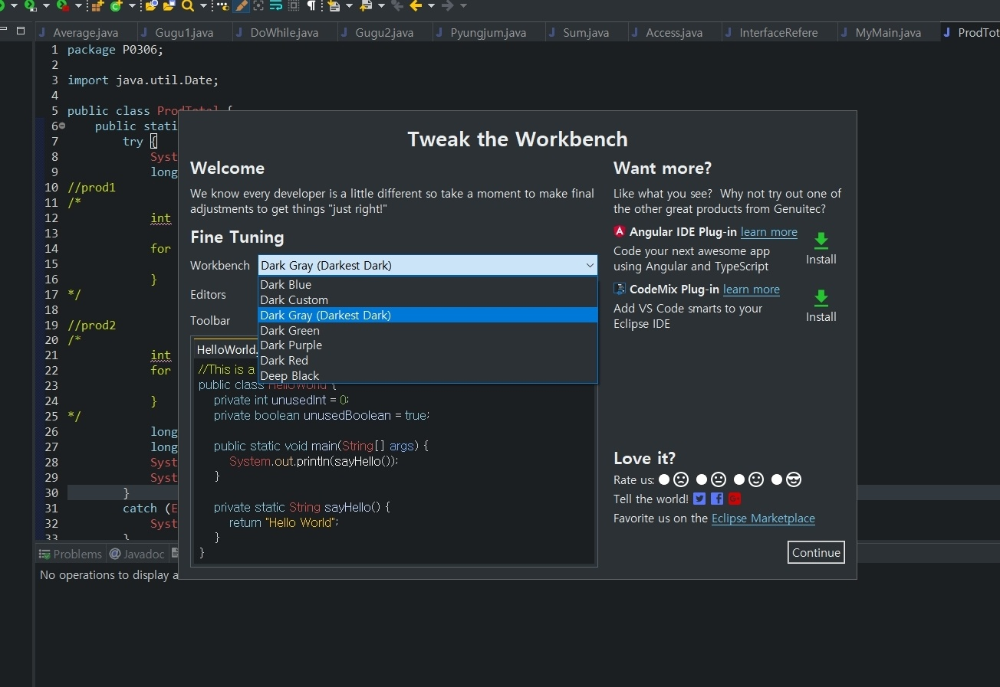 Average.java
Gugu1.java
DoWhile.java
Gugu2.java
Pyungjum.java
Sum.java
Access.java
InterfaceRefere
MyMain.java
ProdTot
1 package P0306;
2
3 import java.util.Date;
4
5 public class ProdTotal {
6 public stati
7 try {
8 Syst
9 long
10 //prod1
11 /*
12 int
13
14 for
15
16 }
17 */
18
19 //prod2
20 /*
21 int
22 for
23
24 }
25 */
26 long
27 long
28 Syst
29 Syst
30 }
31 catch (E
32 Syst
33 }
Problems
@ Javadoc
No operations to display a
Tweak the Workbench
Welcome
We know every developer is a little different so take a moment to make final
adjustments to get things "just right!"
Fine Tuning
Workbench Dark Gray (Darkest Dark)
Dark Blue
Dark Custom
Dark Gray (Darkest Dark)
Dark Green
Dark Purple
Dark Red
Deep Black
Editors
Toolbar
HelloWorld.
//This is a
public class HelloWorld {
private int unusedInt = 0;
private boolean unusedBoolean = true;
public static void main(String[] args) {
System.out.println(sayHello());
}
private static String sayHello() {
return "Hello World";
}
}
Want more?
Like what you see? Why not try out one of
the other great products from Genuitec?
Angular IDE Plug-in learn more
Code your next awesome app
using Angular and TypeScript
Install
CodeMix Plug-in learn more
Add VS Code smarts to your
Eclipse IDE
Install
Love it?
Rate us:
Tell the world!
Favorite us on the Eclipse Marketplace
Continue